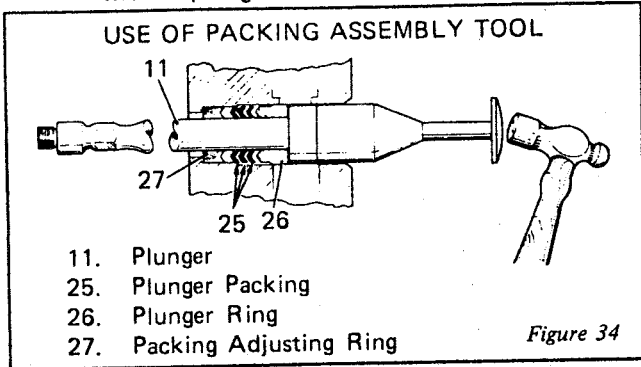 USE OF PACKING ASSEMBLY TOOL
11
27
25
26
11. Plunger
25. Plunger Packing
26. Plunger Ring
27. Packing Adjusting Ring
Figure 34